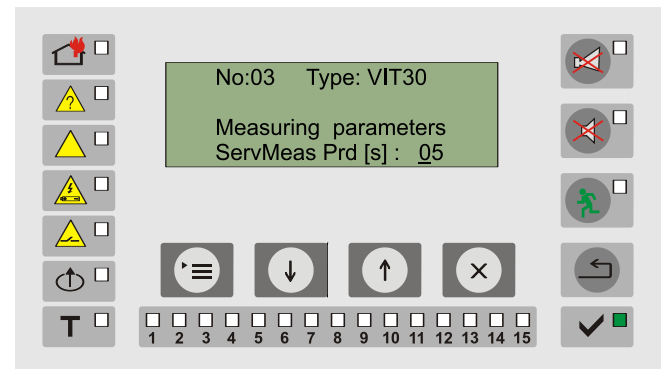 No:03 Type: VIT30
Measuring parameters
ServMeas Prd [s] : 05
?
T
1 2 3 4 5 6 7 8 9 10 11 12 13 14 15